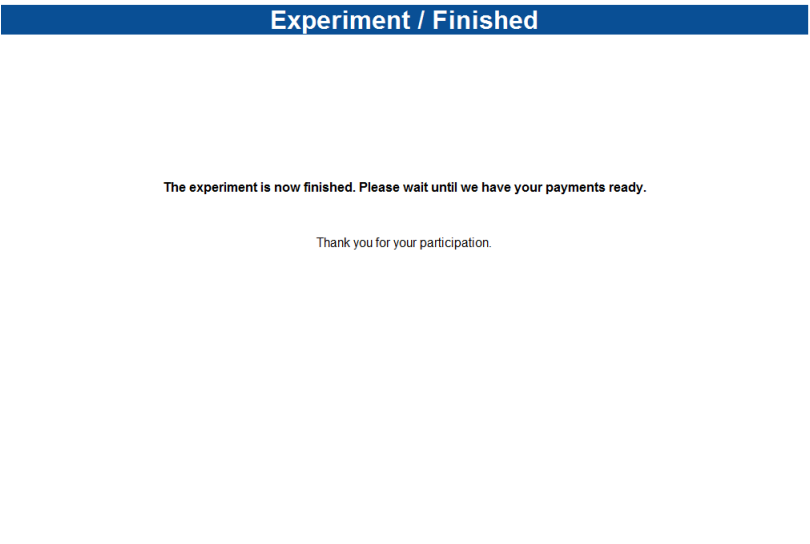 Experiment / Finished
The experiment is now finished. Please wait until we have your payments ready.
Thank you for your participation.